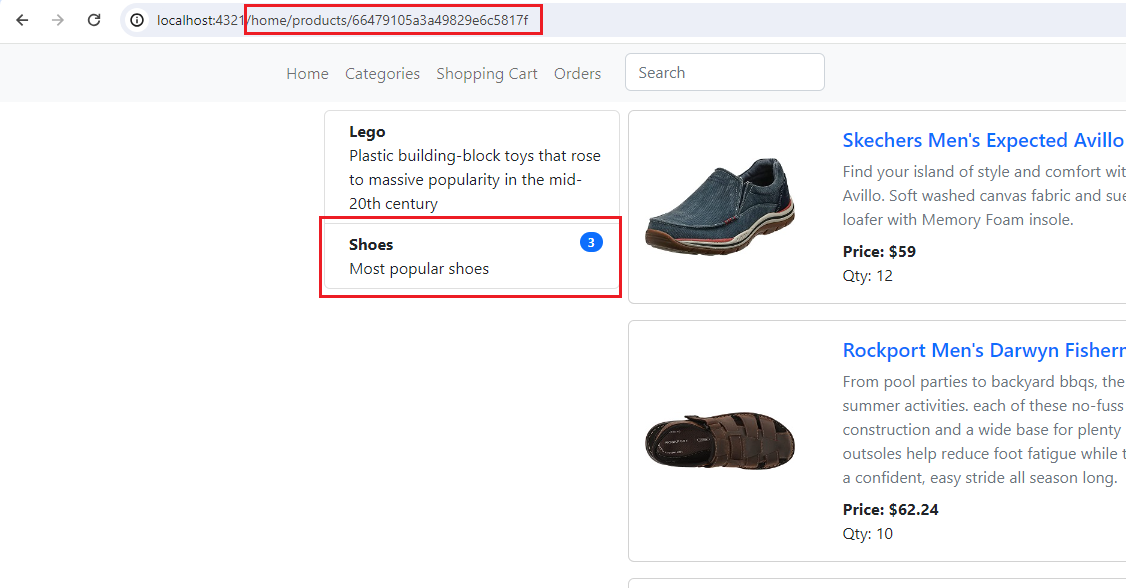 localhost:4321/home/products/66479105a3a49829e6c5817f
Home Categories Shopping Cart Orders Search
Lego
Plastic building-block toys that rose
to massive popularity in the mid-
20th century
Shoes 3
Most popular shoes
Skechers Men's Expected Avillo
Find your island of style and comfort wit
Avillo. Soft washed canvas fabric and sue
loafer with Memory Foam insole.
Price: $59
Qty: 12
Rockport Men's Darwyn Fisherm
From pool parties to backyard bbqs, the
summer activities. each of these no-fuss
construction and a wide base for plenty
outsoles help reduce foot fatigue while t
a confident, easy stride all season long.
Price: $62.24
Qty: 10